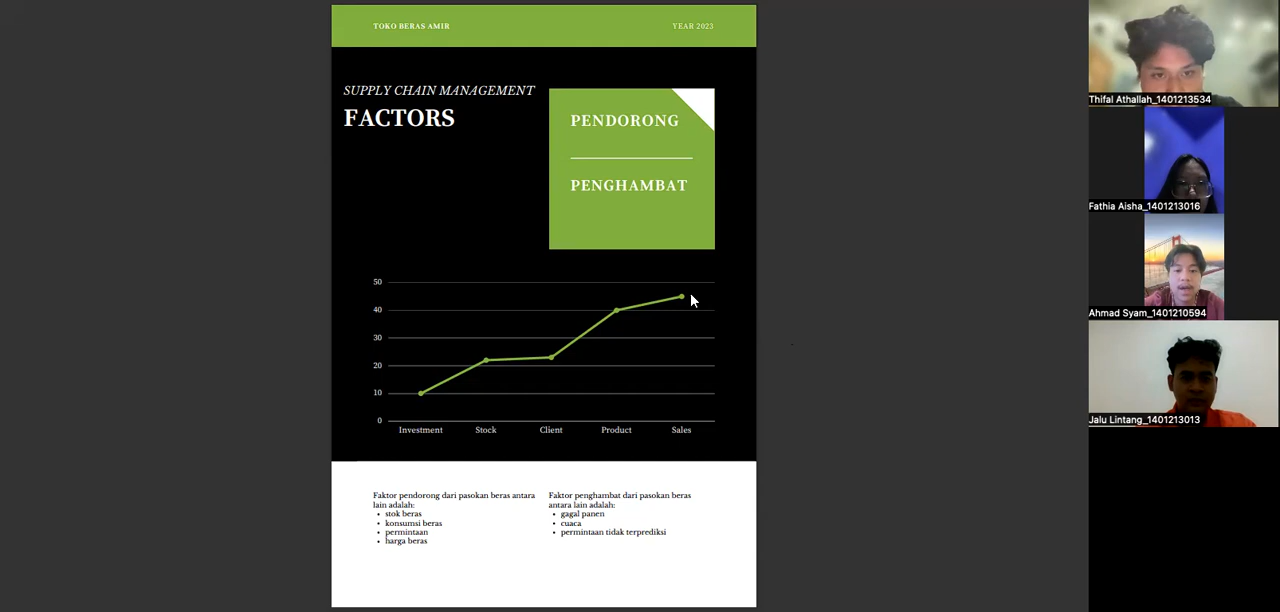 TOKO BERAS AMIR
YEAR 2023
SUPPLY CHAIN MANAGEMENT
FACTORS
PENDORONG
PENGHAMBAT
50
40
30
20
10
0
Investment
Stock
Client
Product
Sales
Faktor pendorong dari pasokan beras antara
lain adalah:
• stok beras
• konsumsi beras
• permintaan
• harga beras
Faktor penghambat dari pasokan beras
antara lain adalah:
• gagal panen
• cuaca
• permintaan tidak terprediksi
Thifal Athallah_1401213534
Fathia Aisha_1401213016
Ahmad Syam_1401210594
Jalu Lintang_1401213013